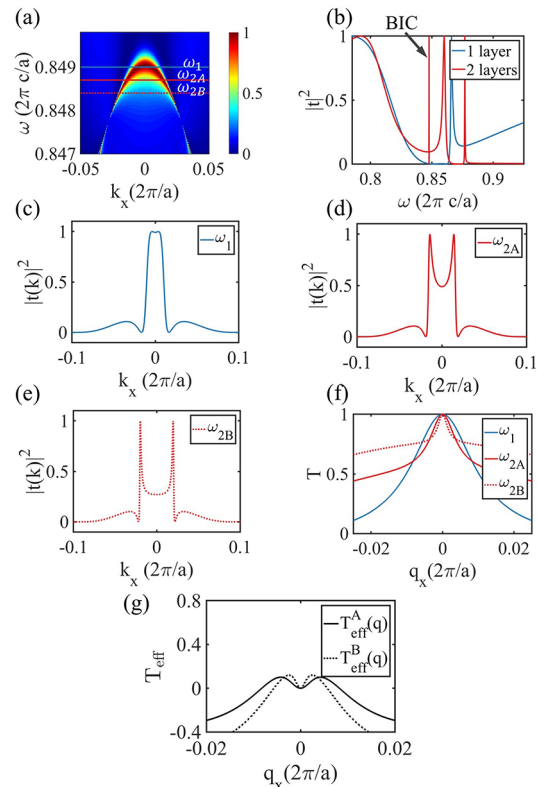 (a)
1
0.5
0
0.849
0.848
0.847
ω (2π c/a)
ω₁
ω₂A
ω₂B
-0.05
0
0.05
kₓ(2π/a)
(b)
BIC
1 layer
2 layers
1
0.5
0
|t|²
0.8
0.85
0.9
ω (2π c/a)
(c)
ω₁
1
0.5
0
|t(k)|²
-0.1
0
0.1
kₓ (2π/a)
(d)
ω₂A
1
0.5
0
|t(k)|²
-0.1
0
0.1
kₓ (2π/a)
(e)
ω₂B
1
0.5
0
|t(k)|²
-0.1
0
0.1
kₓ (2π/a)
(f)
ω₁
ω₂A
ω₂B
1
0.5
0
T
-0.02
0
0.02
qₓ(2π/a)
(g)
T^A_eff(q)
T^B_eff(q)
0.8
0
-0.4
T_eff
-0.02
0
0.02
qₓ(2π/a)